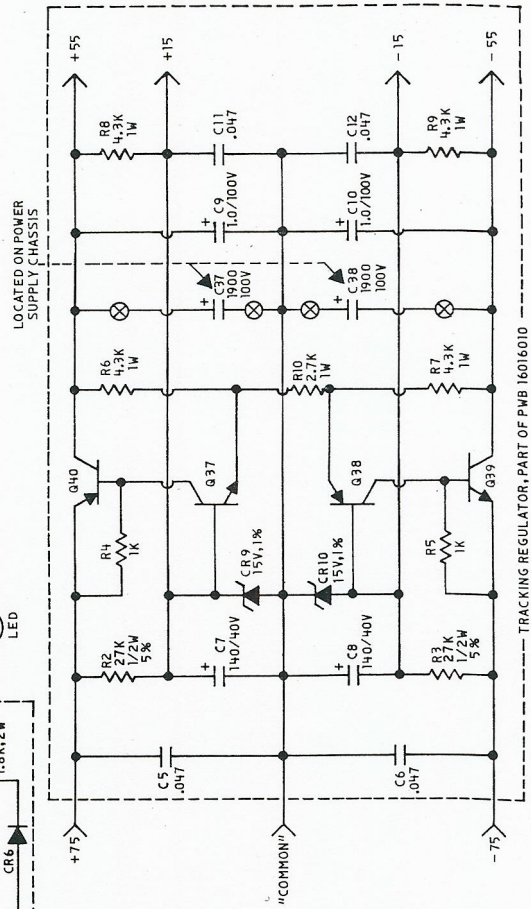 LED
1.8K, 2W
CR6
LOCATED ON POWER
SUPPLY CHASSIS
+75
"COMMON"
-75
C5
.047
C6
.047
R2
27K
1/2W
5%
C7
140/40V
+
C8
140/40V
+
R3
27K
1/2W
5%
R4
1K
CR9
15V,1%
CR10
15V,1%
R5
1K
Q40
Q37
Q38
Q39
R6
4.3K
1W
R10
2.7K
1W
R7
4.3K
1W
C37
1900
100V
+
C38
1900
100V
+
C9
1.0/100V
+
C10
1.0/100V
+
R8
4.3K
1W
C11
.047
C12
.047
R9
4.3K
1W
+55
+15
-15
-55
TRACKING REGULATOR, PART OF PWB 16016010